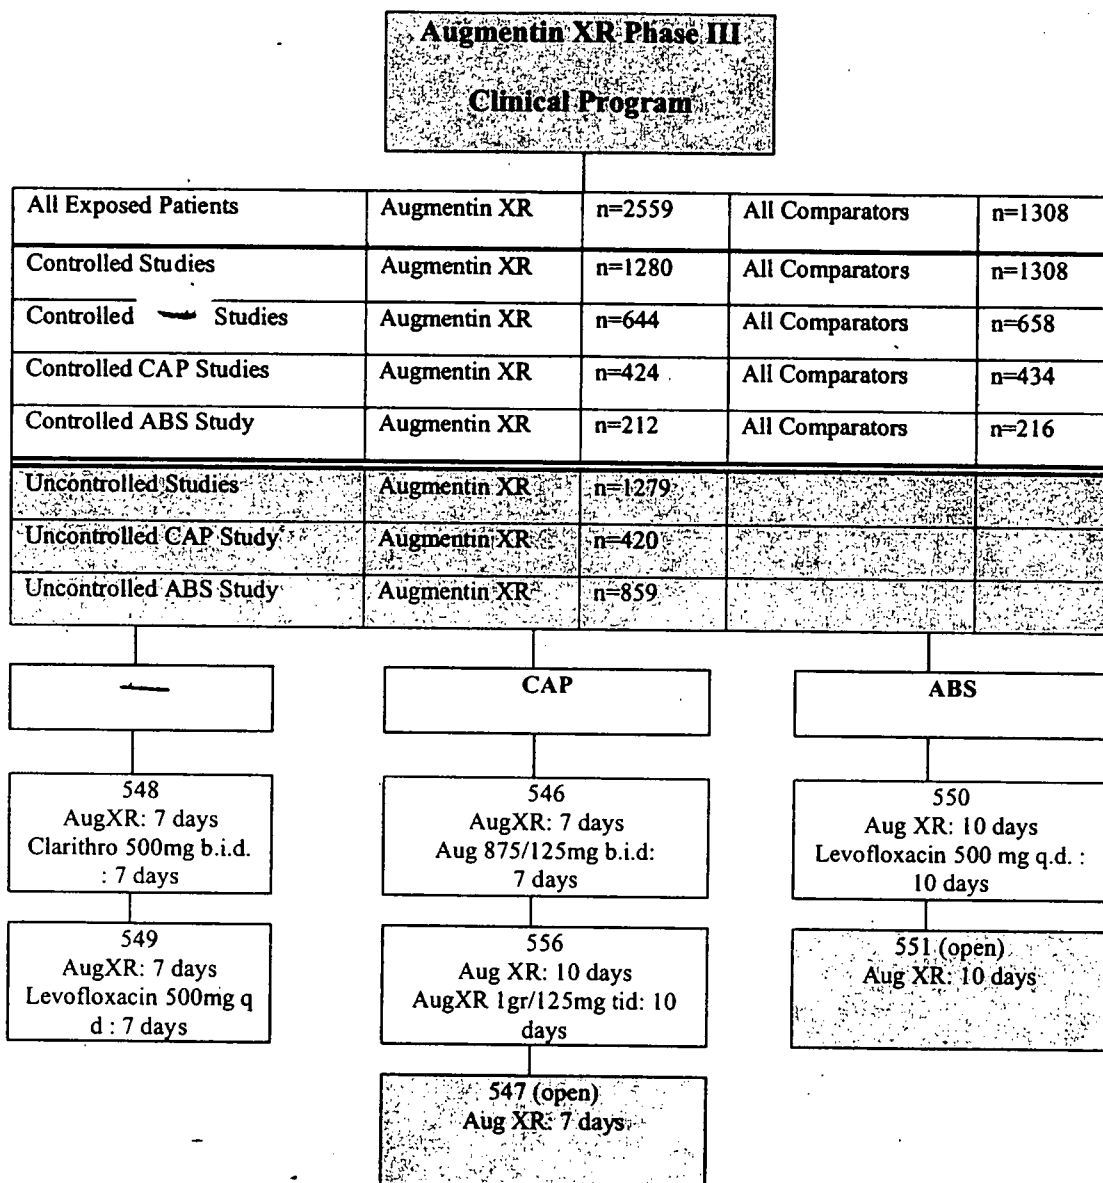 Augmentin XR Phase III
Clinical Program
All Exposed Patients Augmentin XR n=2559 All Comparators n=1308
Controlled Studies Augmentin XR n=1280 All Comparators n=1308
Controlled Studies Augmentin XR n=644 All Comparators n=658
Controlled CAP Studies Augmentin XR n=424 All Comparators n=434
Controlled ABS Study Augmentin XR n=212 All Comparators n=216
Uncontrolled Studies Augmentin XR n=1279
Uncontrolled CAP Study Augmentin XR n=420
Uncontrolled ABS Study Augmentin XR n=859
CAP
ABS
548
AugXR: 7 days
Clarithro 500mg b.i.d.
: 7 days
549
AugXR: 7 days
Levofloxacin 500mg q
d : 7 days
546
AugXR: 7 days
Aug 875/125mg b.i.d:
7 days
556
Aug XR: 10 days
AugXR 1gr/125mg tid: 10
days
547 (open)
Aug XR: 7 days
550
Aug XR: 10 days
Levofloxacin 500 mg q.d. :
10 days
551 (open)
Aug XR: 10 days